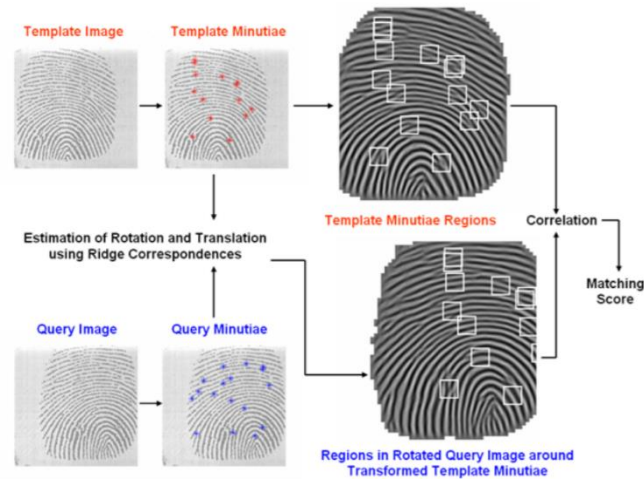 Template Image
Template Minutiae
Template Minutiae Regions
Correlation
Estimation of Rotation and Translation
using Ridge Correspondences
Matching
Score
Query Image
Query Minutiae
Regions in Rotated Query Image around
Transformed Template Minutiae